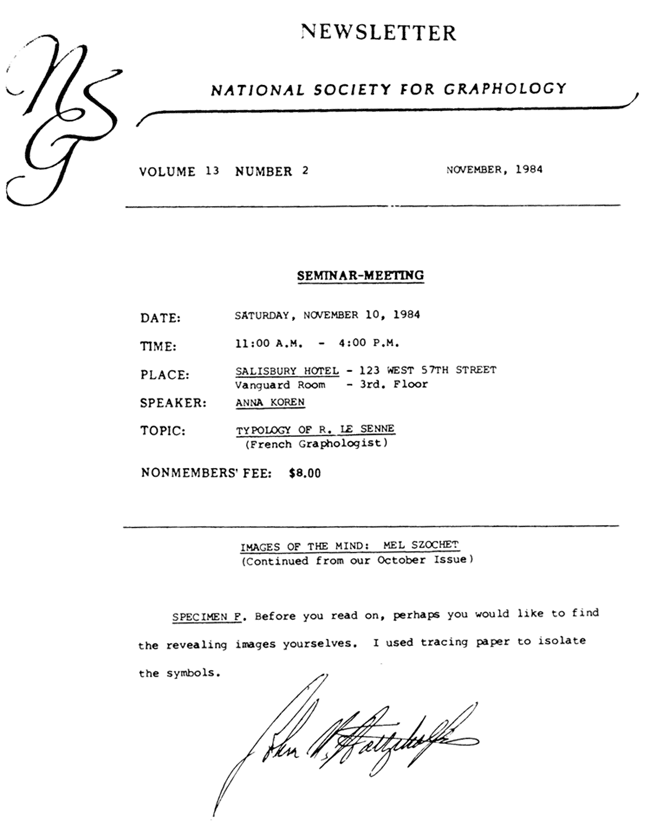 NEWSLETTER
NSG
NATIONAL SOCIETY FOR GRAPHOLOGY
VOLUME 13 NUMBER 2 NOVEMBER, 1984
SEMINAR-MEETING
DATE: SATURDAY, NOVEMBER 10, 1984
TIME: 11:00 A.M. - 4:00 P.M.
PLACE: SALISBURY HOTEL - 123 WEST 57TH STREET
Vanguard Room - 3rd. Floor
SPEAKER: ANNA KOREN
TOPIC: TYPOLOGY OF R. LE SENNE
(French Graphologist)
NONMEMBERS' FEE: $8.00
IMAGES OF THE MIND: MEL SZOCHET
(Continued from our October Issue)
SPECIMEN F. Before you read on, perhaps you would like to find
the revealing images yourselves. I used tracing paper to isolate
the symbols.
John